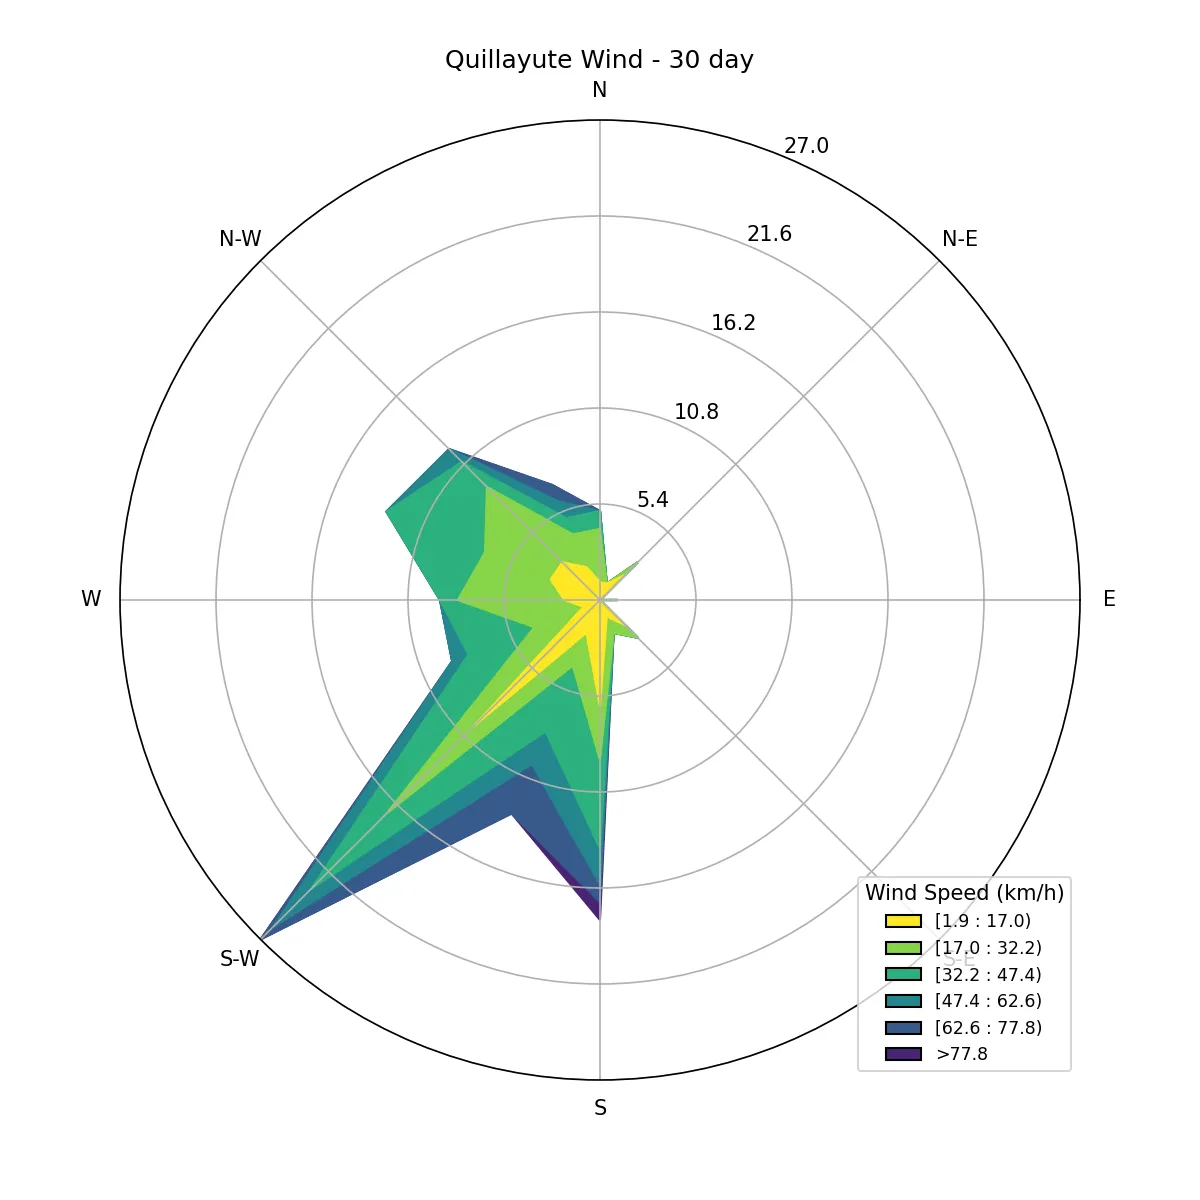 Quillayute Wind - 30 day
N
27.0
N-W
21.6
N-E
16.2
10.8
5.4
W
E
S-W
S-E
Wind Speed (km/h)
[1.9 : 17.0)
[17.0 : 32.2)
[32.2 : 47.4)
[47.4 : 62.6)
[62.6 : 77.8)
>77.8
S